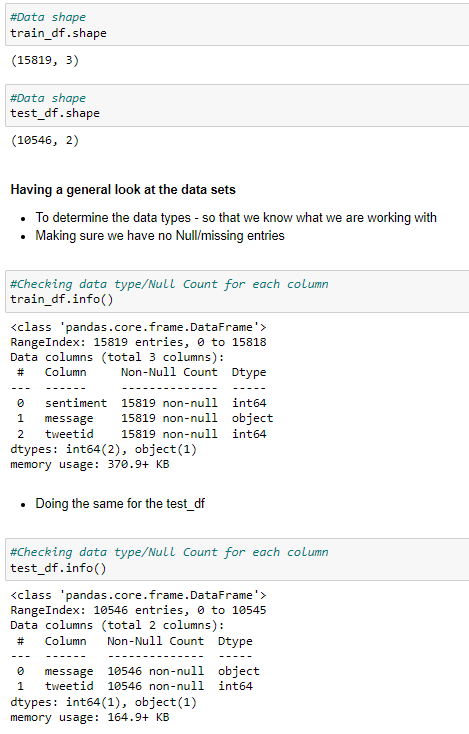 #Data shape
train_df.shape
(15819, 3)
#Data shape
test_df.shape
(10546, 2)
Having a general look at the data sets
• To determine the data types - so that we know what we are working with
• Making sure we have no Null/missing entries
#Checking data type/Null Count for each column
train_df.info()
<class 'pandas.core.frame.DataFrame'>
RangeIndex: 15819 entries, 0 to 15818
Data columns (total 3 columns):
 #   Column     Non-Null Count  Dtype
---  ------     --------------  -----
 0   sentiment  15819 non-null  int64
 1   message    15819 non-null  object
 2   tweetid    15819 non-null  int64
dtypes: int64(2), object(1)
memory usage: 370.9+ KB
• Doing the same for the test_df
#Checking data type/Null Count for each column
test_df.info()
<class 'pandas.core.frame.DataFrame'>
RangeIndex: 10546 entries, 0 to 10545
Data columns (total 2 columns):
 #   Column   Non-Null Count  Dtype
---  ------   --------------  -----
 0   message  10546 non-null  object
 1   tweetid  10546 non-null  int64
dtypes: int64(1), object(1)
memory usage: 164.9+ KB